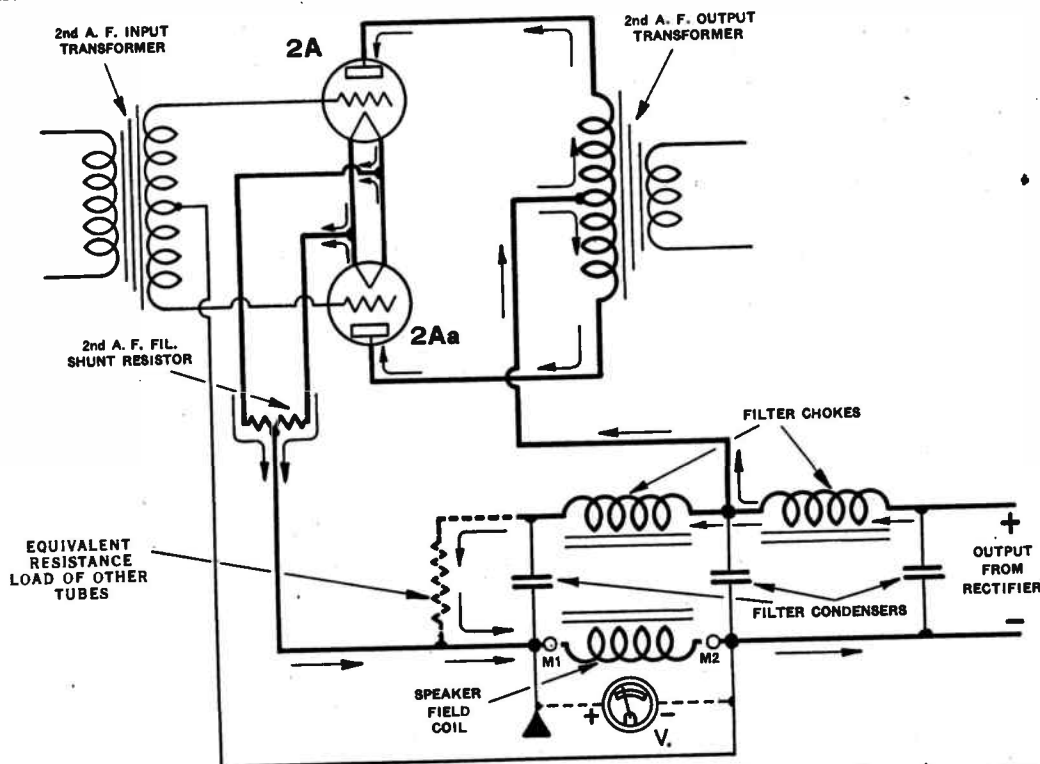 2nd A. F. INPUT
TRANSFORMER
2A
2nd A. F. OUTPUT
TRANSFORMER
2Aa
2nd A. F. FIL.
SHUNT RESISTOR
FILTER CHOKES
EQUIVALENT
RESISTANCE
LOAD OF OTHER
TUBES
+
OUTPUT
FROM
RECTIFIER
-
FILTER CONDENSERS
M1
M2
SPEAKER
FIELD
COIL
+
-
V.